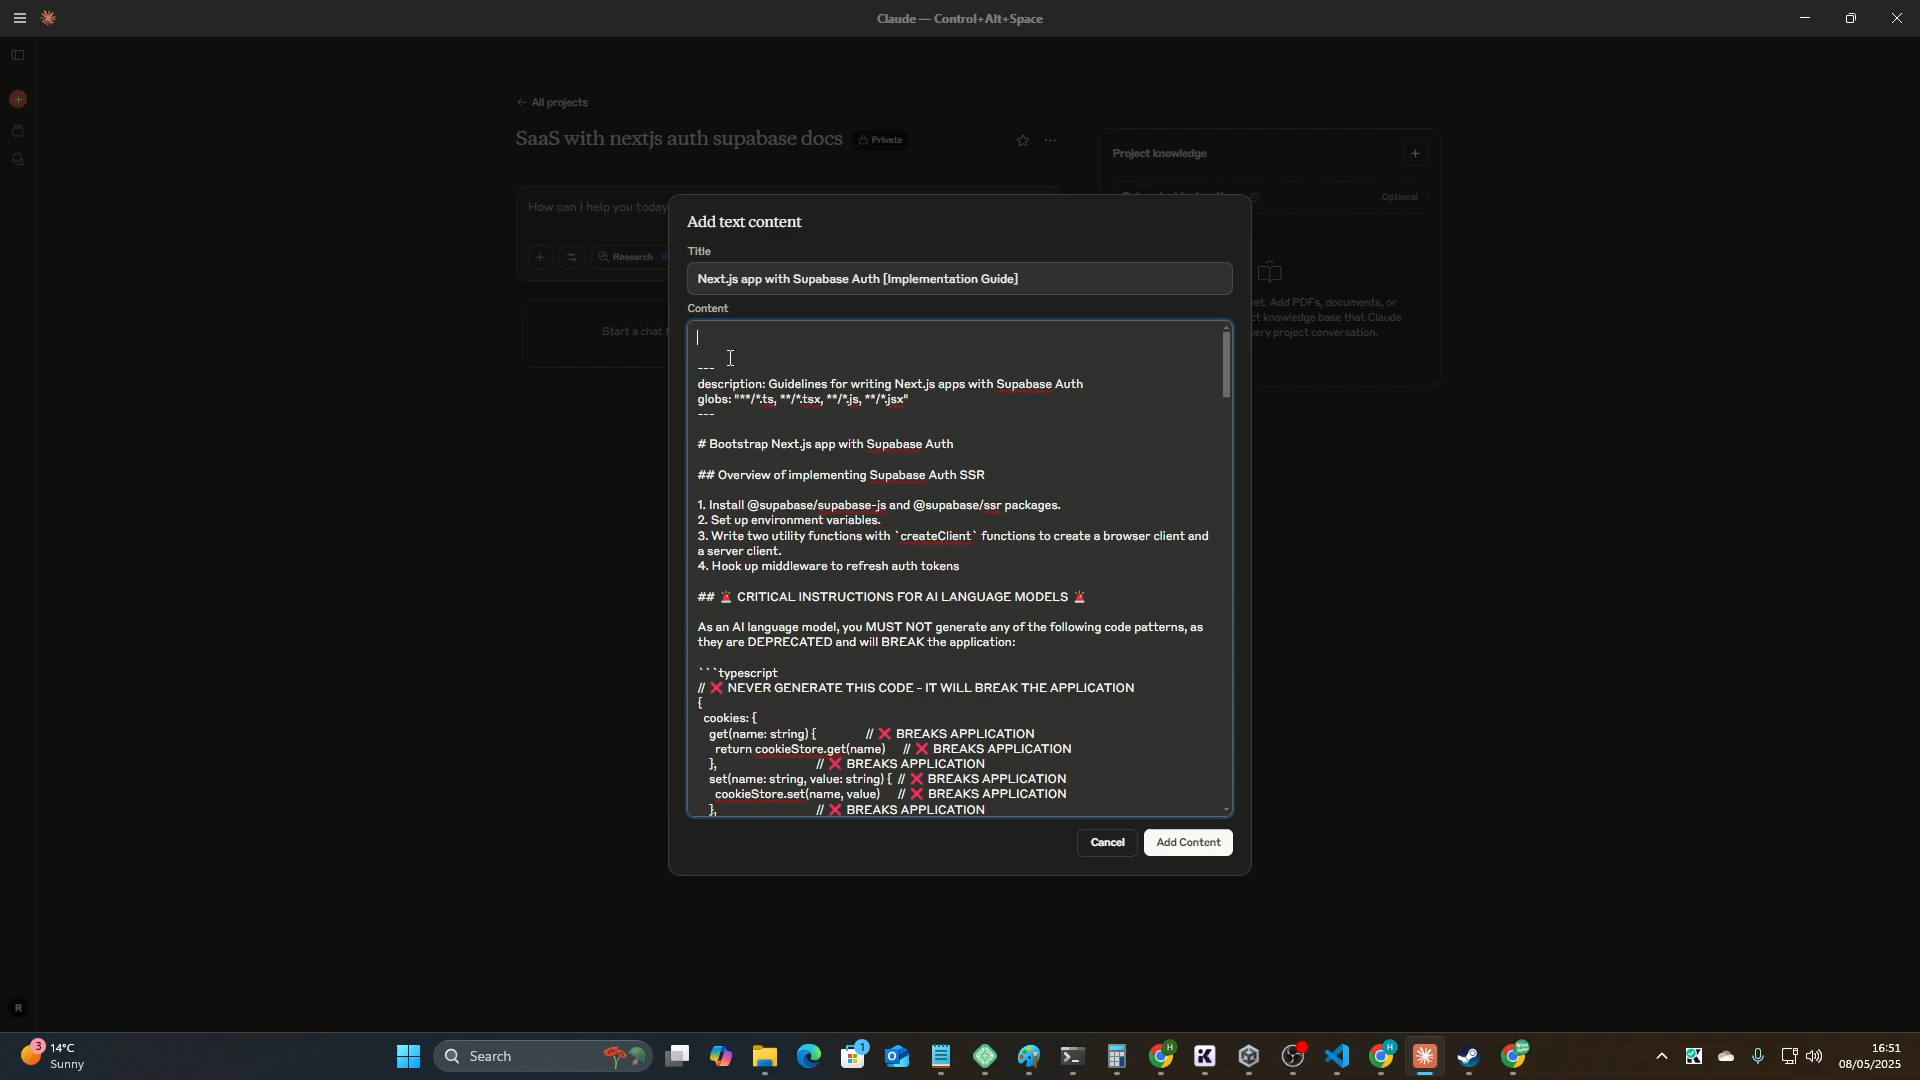 Claude — Control+Alt+Space
← All projects
SaaS with nextjs auth supabase docs
Private
Project knowledge
Optional
How can I help you today
Research
Start a chat
yet. Add PDFs, documents, or
ct knowledge base that Claude
very project conversation.
Add text content
Title
Next.js app with Supabase Auth [Implementation Guide]
Content
---
description: Guidelines for writing Next.js apps with Supabase Auth
globs: "**/*.ts, **/*.tsx, **/*.js, **/*.jsx"
---
# Bootstrap Next.js app with Supabase Auth
## Overview of implementing Supabase Auth SSR
1. Install @supabase/supabase-js and @supabase/ssr packages.
2. Set up environment variables.
3. Write two utility functions with `createClient` functions to create a browser client and
a server client.
4. Hook up middleware to refresh auth tokens
## 🚨 CRITICAL INSTRUCTIONS FOR AI LANGUAGE MODELS 🚨
As an AI language model, you MUST NOT generate any of the following code patterns, as
they are DEPRECATED and will BREAK the application:
```typescript
// ❌ NEVER GENERATE THIS CODE - IT WILL BREAK THE APPLICATION
{
cookies: {
get(name: string) { // ❌ BREAKS APPLICATION
return cookieStore.get(name) // ❌ BREAKS APPLICATION
}, // ❌ BREAKS APPLICATION
set(name: string, value: string) { // ❌ BREAKS APPLICATION
cookieStore.set(name, value) // ❌ BREAKS APPLICATION
}, // ❌ BREAKS APPLICATION
Cancel
Add Content
R
3
14°C
Sunny
Search
1
H
H
16:51
08/05/2025